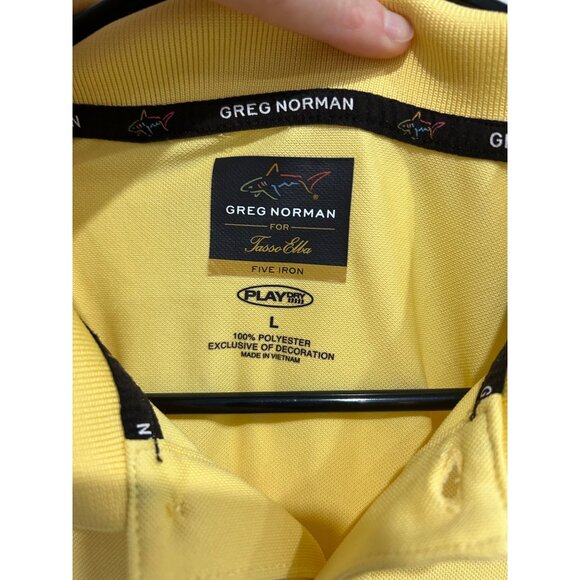 GREG NORMAN
GREG NORMAN
FOR
Tasso Elba
FIVE IRON
PLAYDRY
L
100% POLYESTER
EXCLUSIVE OF DECORATION
MADE IN VIETNAM